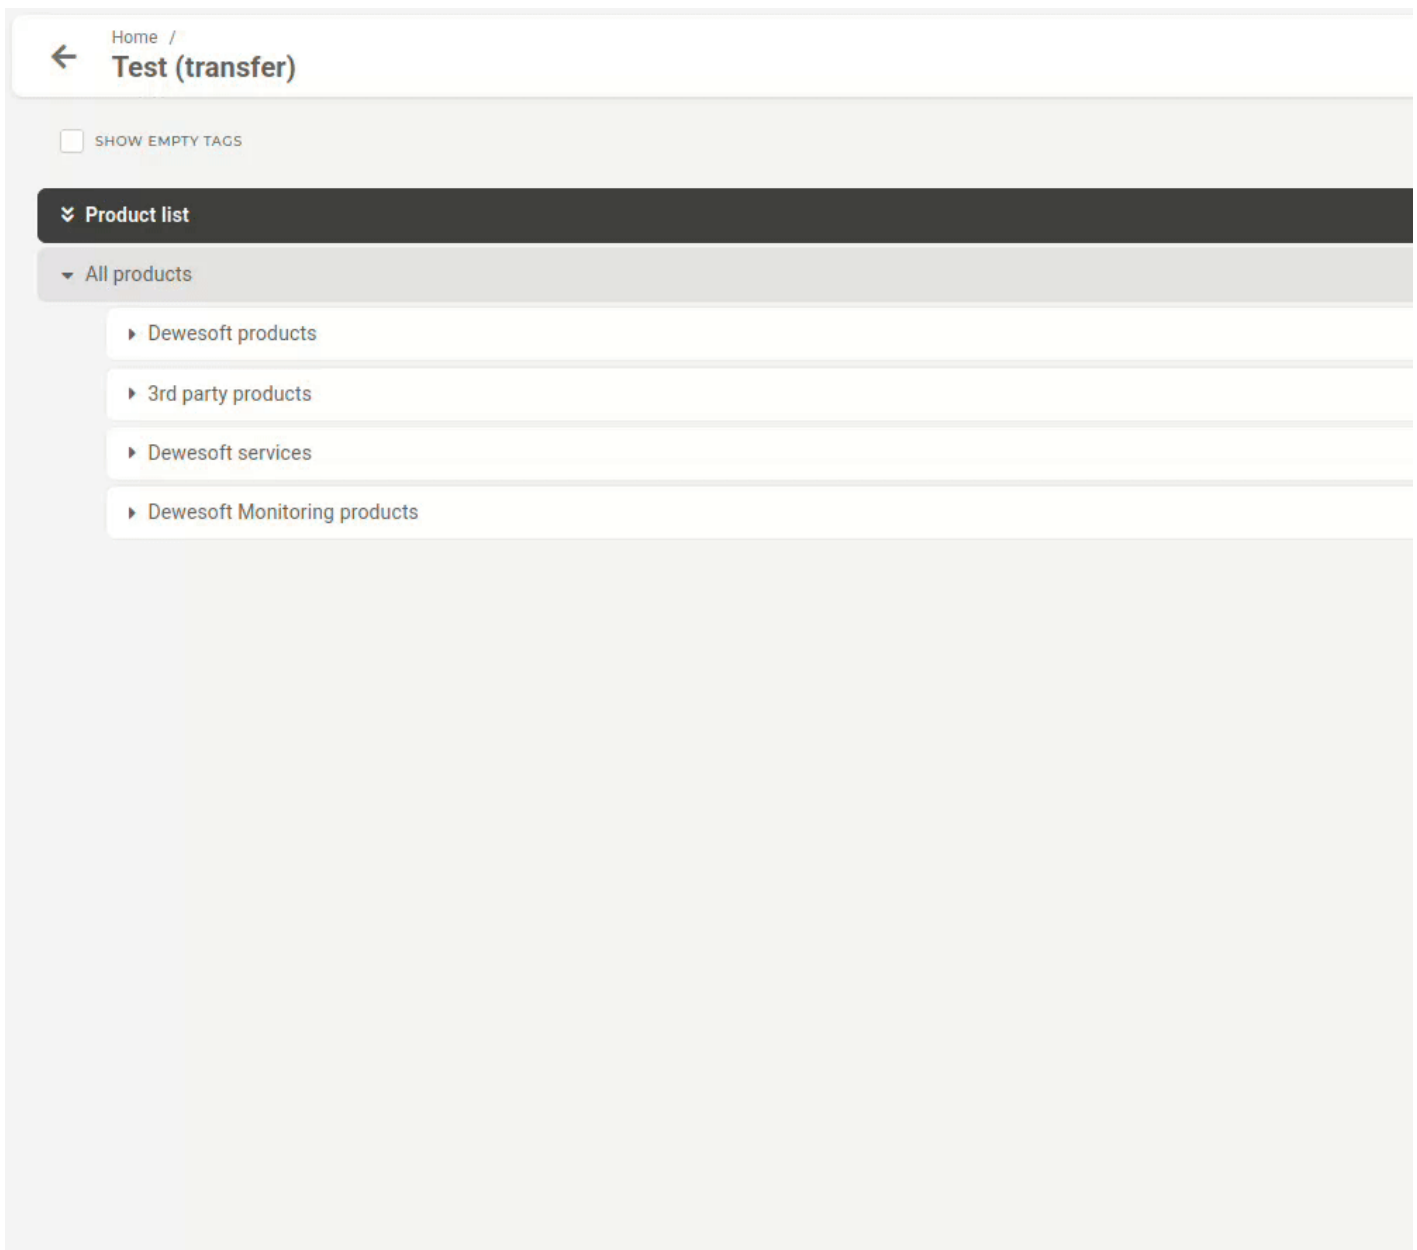 Home /
Test (transfer)
SHOW EMPTY TAGS
Product list
All products
Dewesoft products
3rd party products
Dewesoft services
Dewesoft Monitoring products